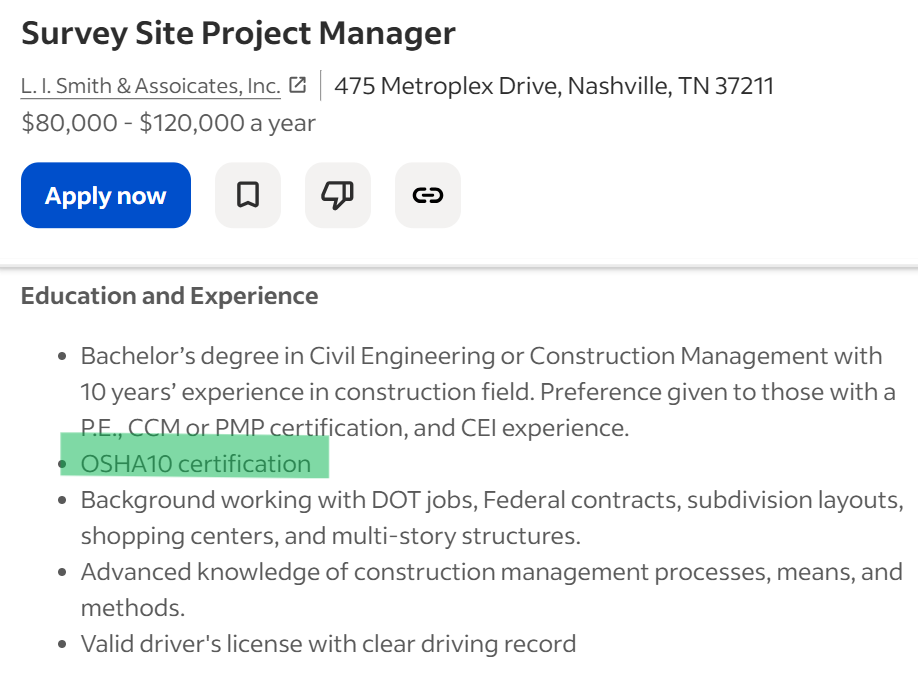 Survey Site Project Manager
L. I. Smith & Assoicates, Inc. 475 Metroplex Drive, Nashville, TN 37211
$80,000 - $120,000 a year
Apply now
Education and Experience
• Bachelor’s degree in Civil Engineering or Construction Management with
10 years’ experience in construction field. Preference given to those with a
P.E., CCM or PMP certification, and CEI experience.
• OSHA10 certification
• Background working with DOT jobs, Federal contracts, subdivision layouts,
shopping centers, and multi-story structures.
• Advanced knowledge of construction management processes, means, and
methods.
• Valid driver's license with clear driving record